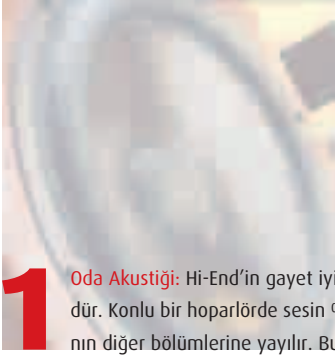 1
Oda Akustiği: Hi-End'in gayet iyi
dür. Konlu bir hoparlörde sesin
nın diğer bölümlerine yayılır. Bu